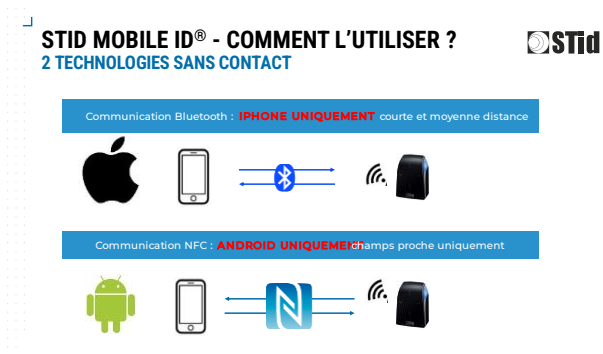 STID MOBILE ID® - COMMENT L'UTILISER ?
STid
2 TECHNOLOGIES SANS CONTACT
Communication Bluetooth : IPHONE UNIQUEMENT courte et moyenne distance
Communication NFC : ANDROID UNIQUEMENT champs proche uniquement